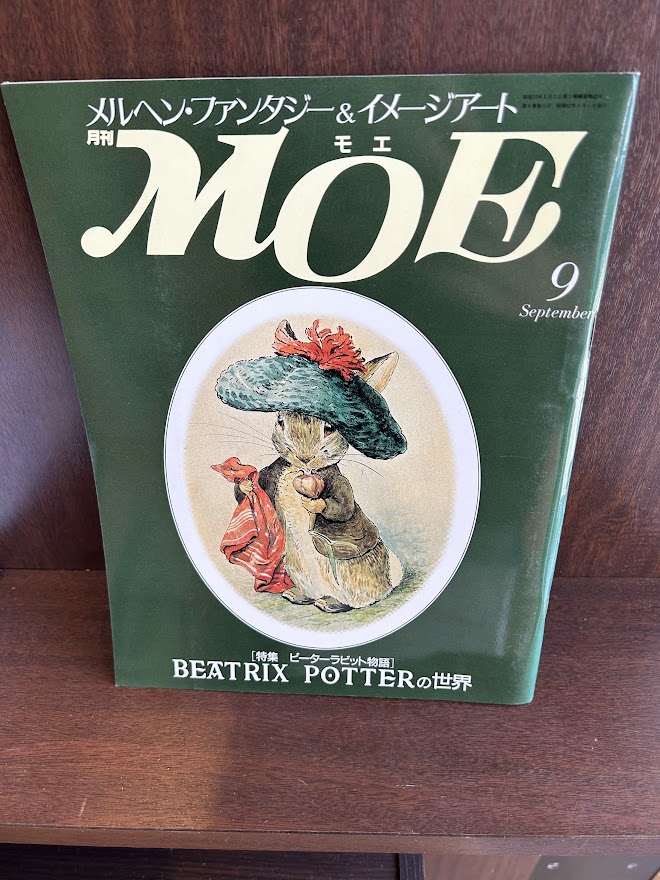 メルヘン・ファンタジー&イメージアート
月刊
モエ
MOE
9
September
[特集 ピーターラビット物語]
BEATRIX POTTERの世界